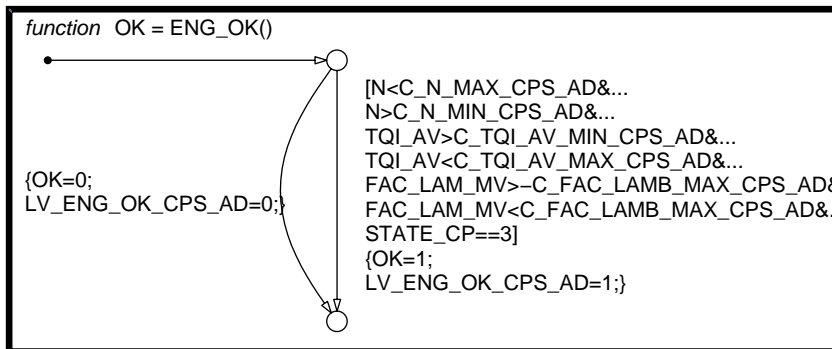 function OK = ENG_OK()
[N<C_N_MAX_CPS_AD&...
N>C_N_MIN_CPS_AD&...
TQI_AV>C_TQI_AV_MIN_CPS_AD&...
TQI_AV<C_TQI_AV_MAX_CPS_AD&...
FAC_LAM_MV>−C_FAC_LAMB_MAX_CPS_AD&
FAC_LAM_MV<C_FAC_LAMB_MAX_CPS_AD&.
STATE_CP==3]
{OK=1;
LV_ENG_OK_CPS_AD=1;}
{OK=0;
LV_ENG_OK_CPS_AD=0;}